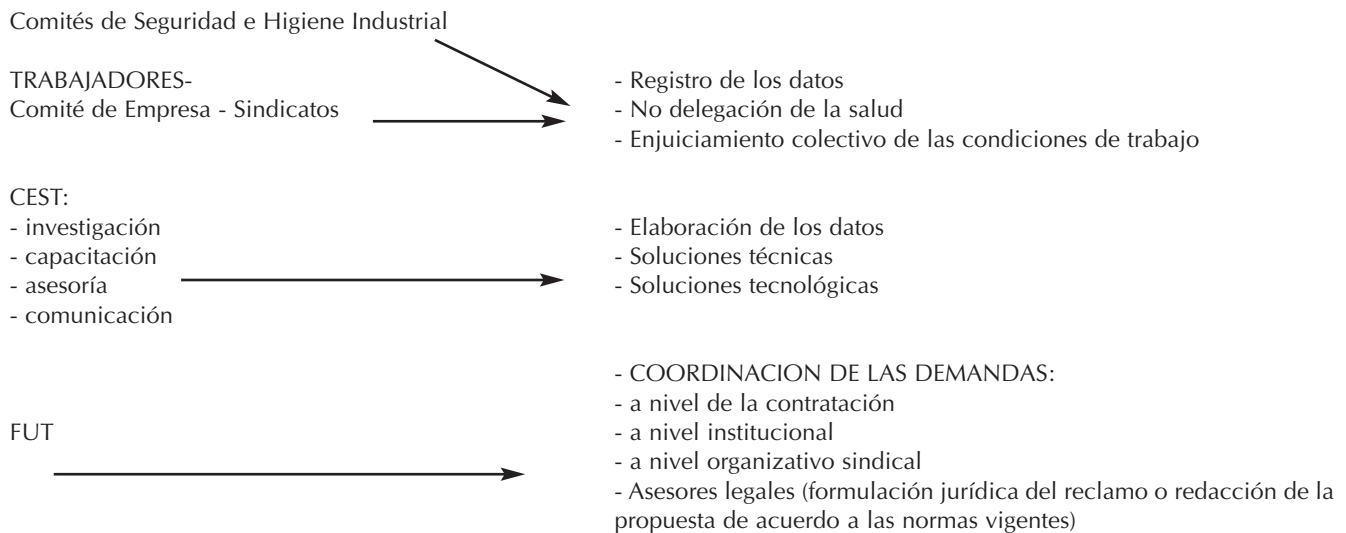 Comités de Seguridad e Higiene Industrial
TRABAJADORES-
Comité de Empresa - Sindicatos
- Registro de los datos
- No delegación de la salud
- Enjuiciamiento colectivo de las condiciones de trabajo
CEST:
- investigación
- capacitación
- asesoría
- comunicación
- Elaboración de los datos
- Soluciones técnicas
- Soluciones tecnológicas
FUT
- COORDINACION DE LAS DEMANDAS:
- a nivel de la contratación
- a nivel institucional
- a nivel organizativo sindical
- Asesores legales (formulación jurídica del reclamo o redacción de la
propuesta de acuerdo a las normas vigentes)